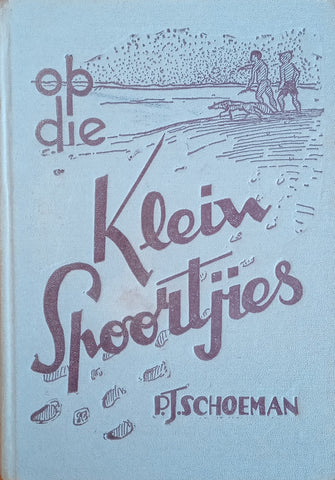 op
die
Klein
Spoortjies
P.J. SCHOEMAN